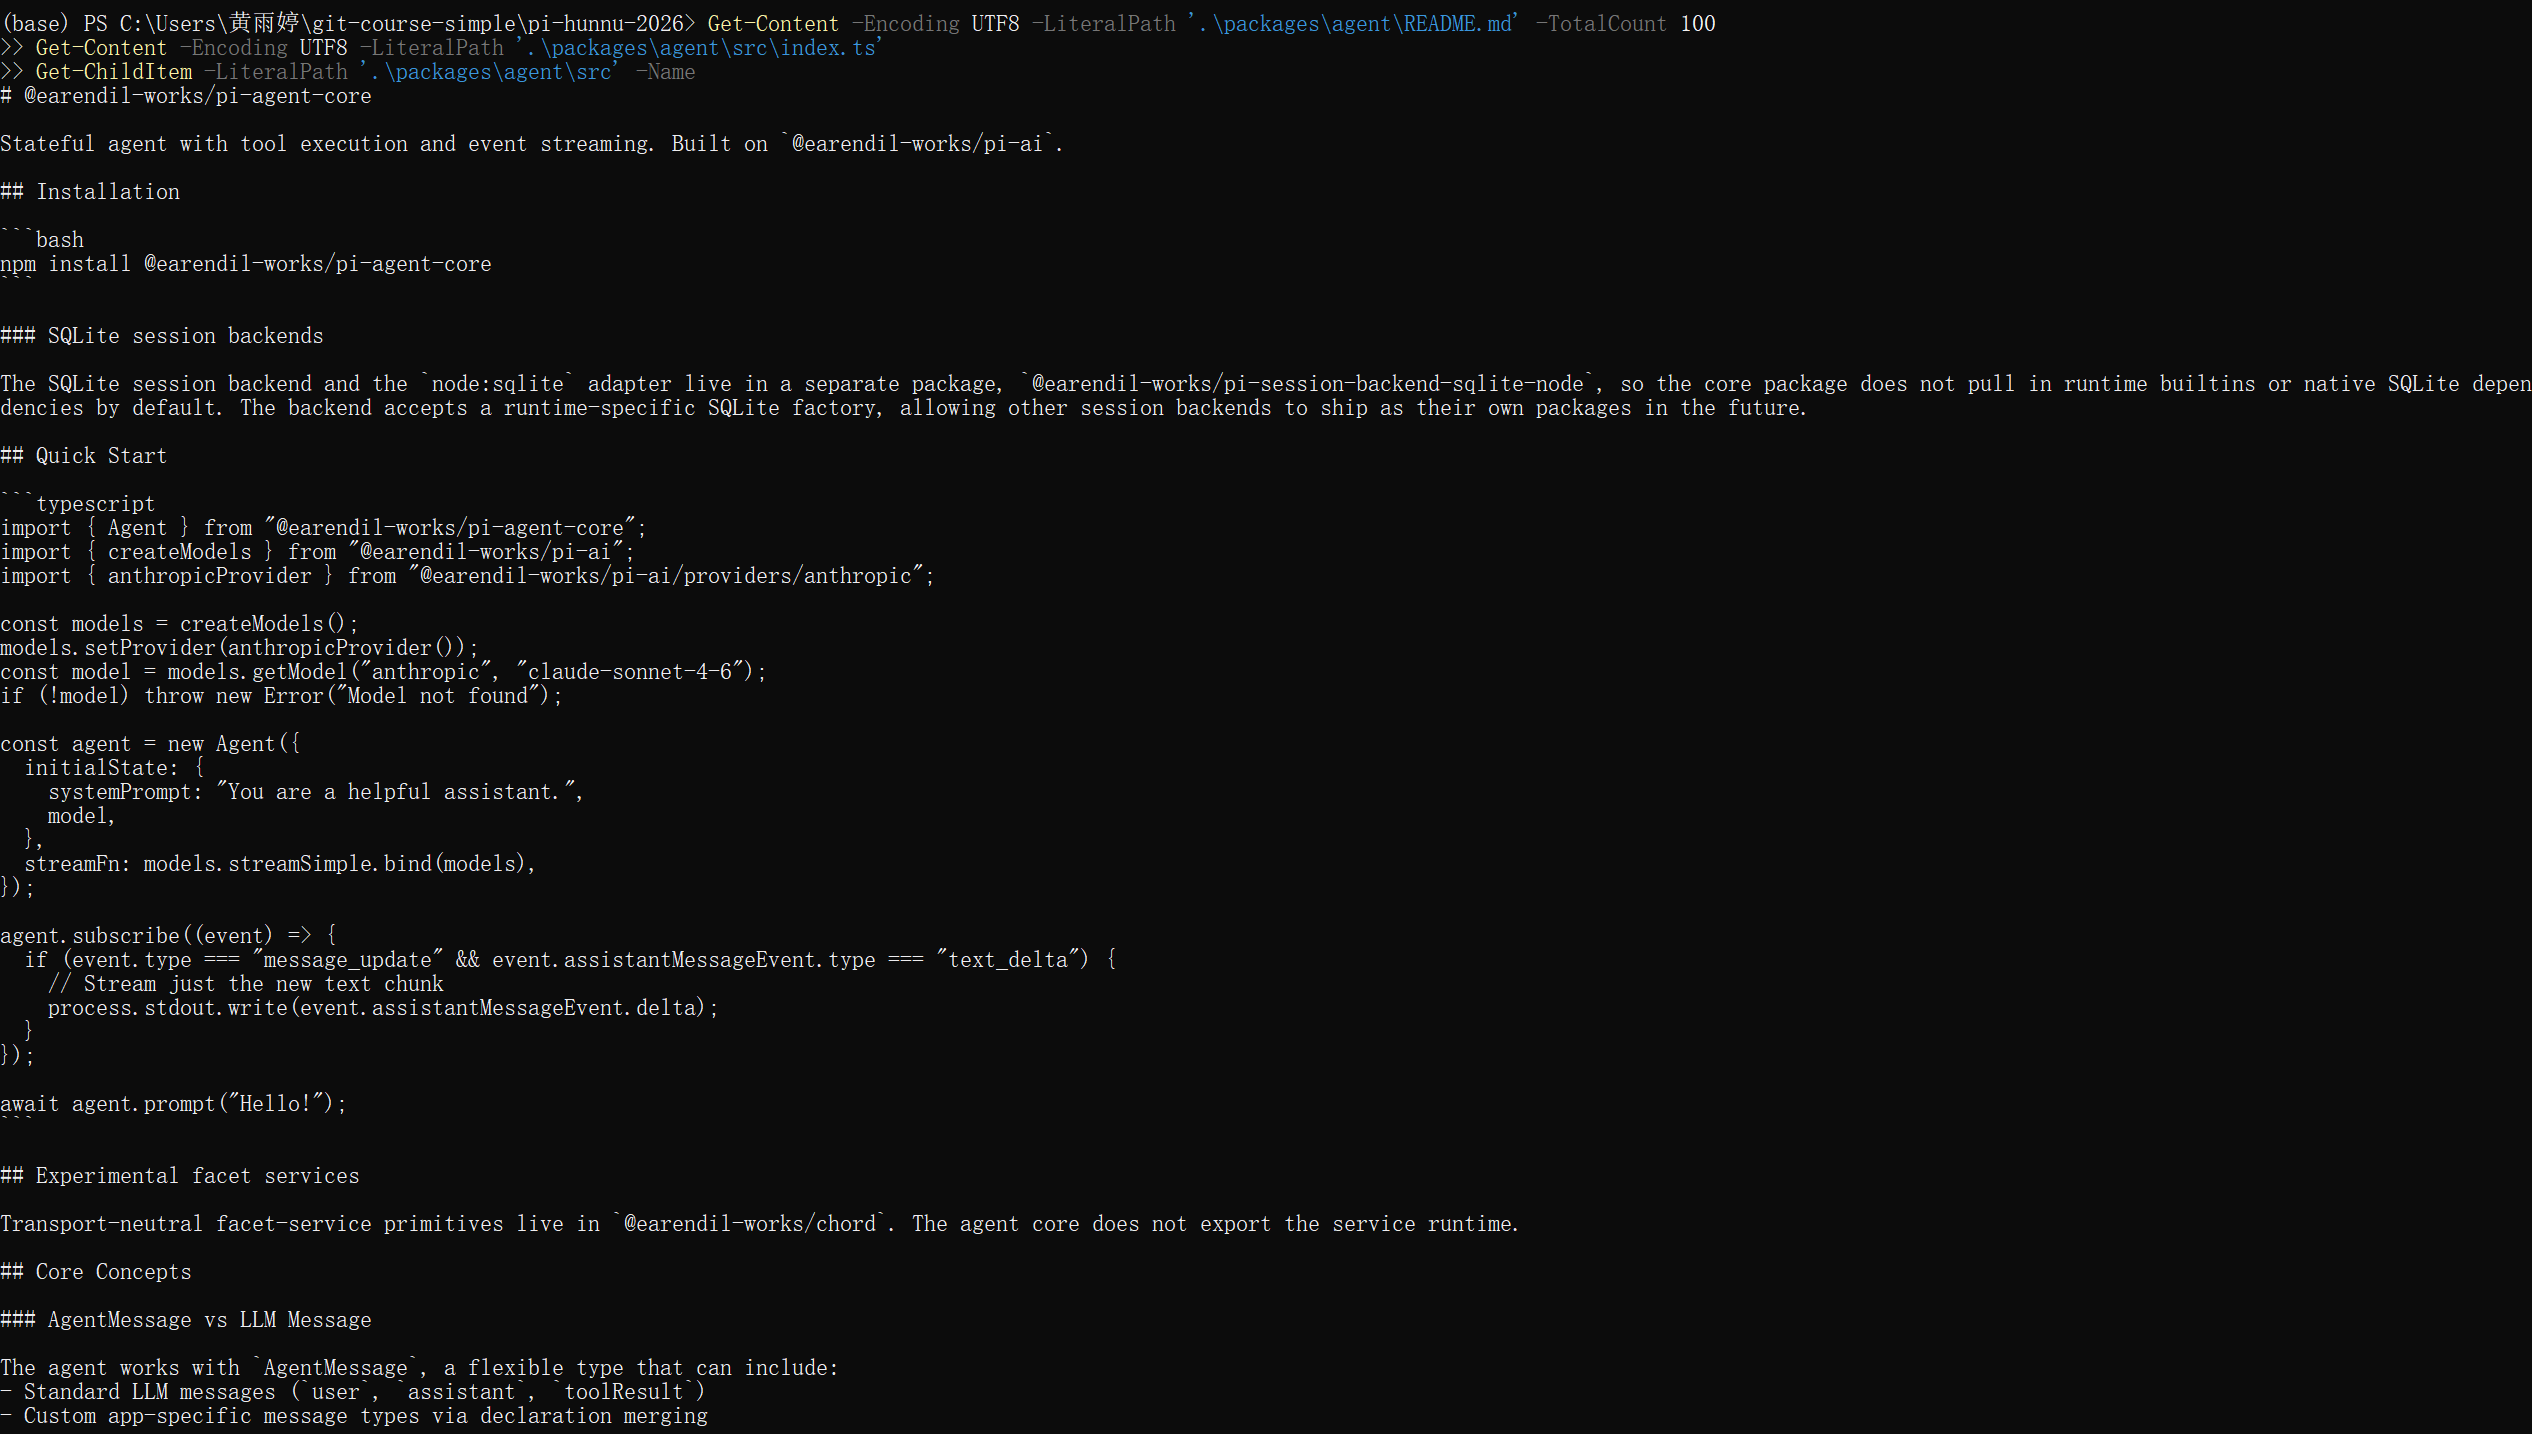 (base) PS C:\Users\黄雨婷\git-course-simple\pi-hunnu-2026> Get-Content -Encoding UTF8 -LiteralPath '.\packages\agent\README.md' -TotalCount 100
>> Get-Content -Encoding UTF8 -LiteralPath '.\packages\agent\src\index.ts'
>> Get-ChildItem -LiteralPath '.\packages\agent\src' -Name
# @earendil-works/pi-agent-core

Stateful agent with tool execution and event streaming. Built on `@earendil-works/pi-ai`.

## Installation

```bash
npm install @earendil-works/pi-agent-core
```

### SQLite session backends

The SQLite session backend and the `node:sqlite` adapter live in a separate package, `@earendil-works/pi-session-backend-sqlite-node`, so the core package does not pull in runtime builtins or native SQLite depen
dencies by default. The backend accepts a runtime-specific SQLite factory, allowing other session backends to ship as their own packages in the future.

## Quick Start

```typescript
import { Agent } from "@earendil-works/pi-agent-core";
import { createModels } from "@earendil-works/pi-ai";
import { anthropicProvider } from "@earendil-works/pi-ai/providers/anthropic";

const models = createModels();
models.setProvider(anthropicProvider());
const model = models.getModel("anthropic", "claude-sonnet-4-6");
if (!model) throw new Error("Model not found");

const agent = new Agent({
  initialState: {
    systemPrompt: "You are a helpful assistant.",
    model,
  },
  streamFn: models.streamSimple.bind(models),
});

agent.subscribe((event) => {
  if (event.type === "message_update" && event.assistantMessageEvent.type === "text_delta") {
    // Stream just the new text chunk
    process.stdout.write(event.assistantMessageEvent.delta);
  }
});

await agent.prompt("Hello!");
```

## Experimental facet services

Transport-neutral facet-service primitives live in `@earendil-works/chord`. The agent core does not export the service runtime.

## Core Concepts

### AgentMessage vs LLM Message

The agent works with `AgentMessage`, a flexible type that can include:
- Standard LLM messages (`user`, `assistant`, `toolResult`)
- Custom app-specific message types via declaration merging